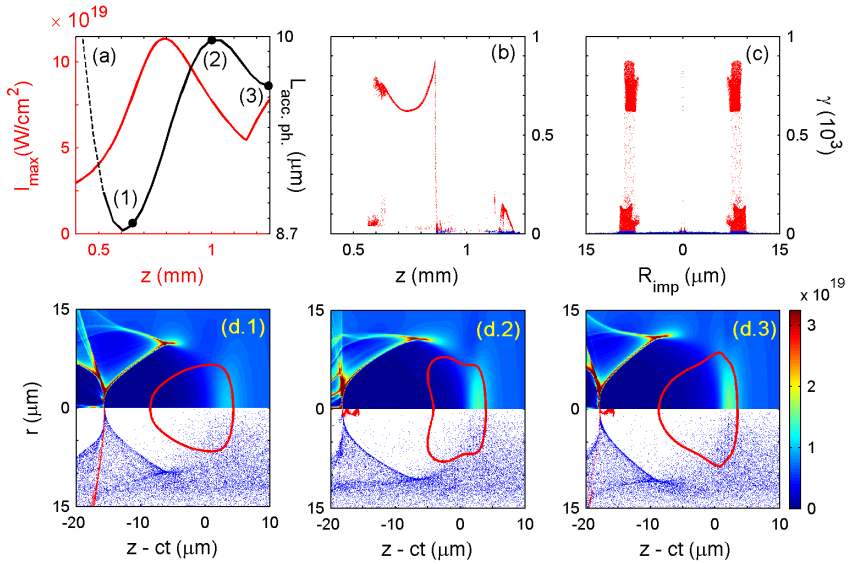 × 10^19
(a)
(b)
(c)
I_max (W/cm^2)
10
5
0
(1)
(2)
(3)
10
8.7
L_acc. ph. (μm)
0.5
1
z (mm)
1
0.5
0
0.5
1
z (mm)
1
0.5
0
γ (10^3)
15
0
15
R_imp (μm)
(d.1)
(d.2)
(d.3)
15
0
15
r (μm)
-20
-10
0
10
z - ct (μm)
15
0
15
-20
-10
0
10
z - ct (μm)
15
0
15
-20
-10
0
10
z - ct (μm)
x 10^19
3
2
1
0